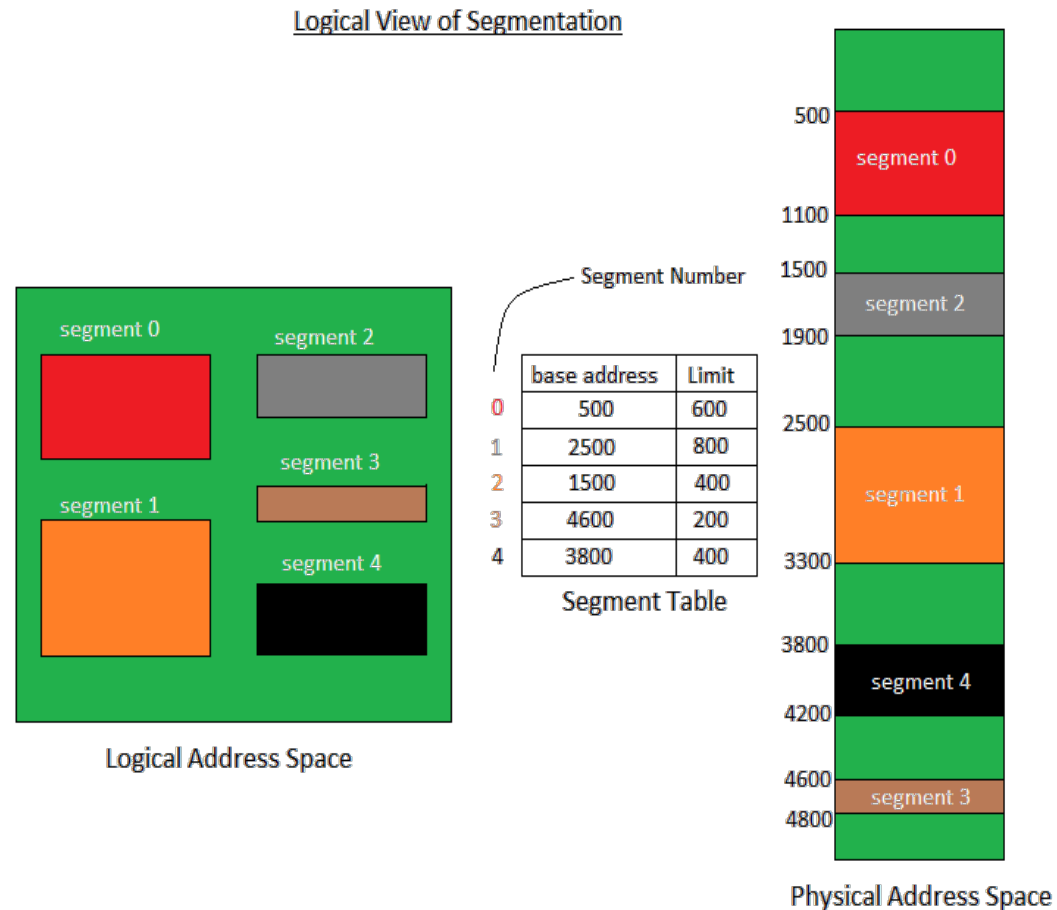 Logical View of Segmentation
segment 0
segment 2
segment 3
segment 1
segment 4
Logical Address Space
Segment Number
base address Limit
0 500 600
1 2500 800
2 1500 400
3 4600 200
4 3800 400
Segment Table
500
segment 0
1100
1500
segment 2
1900
2500
segment 1
3300
3800
segment 4
4200
4600
segment 3
4800
Physical Address Space